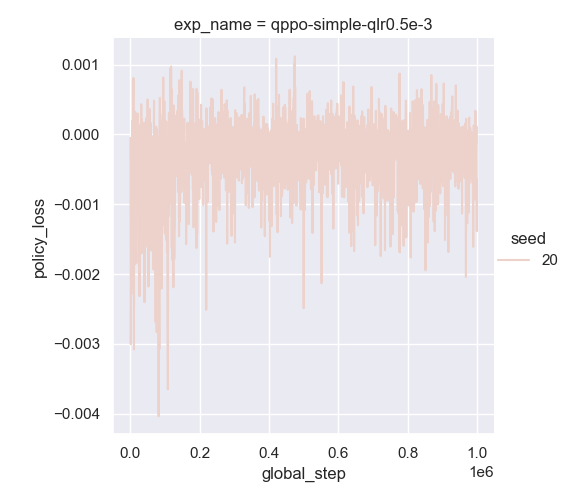 exp_name = qppo-simple-qlr0.5e-3
0.001
0.000
−0.001
−0.002
−0.003
−0.004
policy_loss
0.0
0.2
0.4
0.6
0.8
1.0
1e6
global_step
seed
20